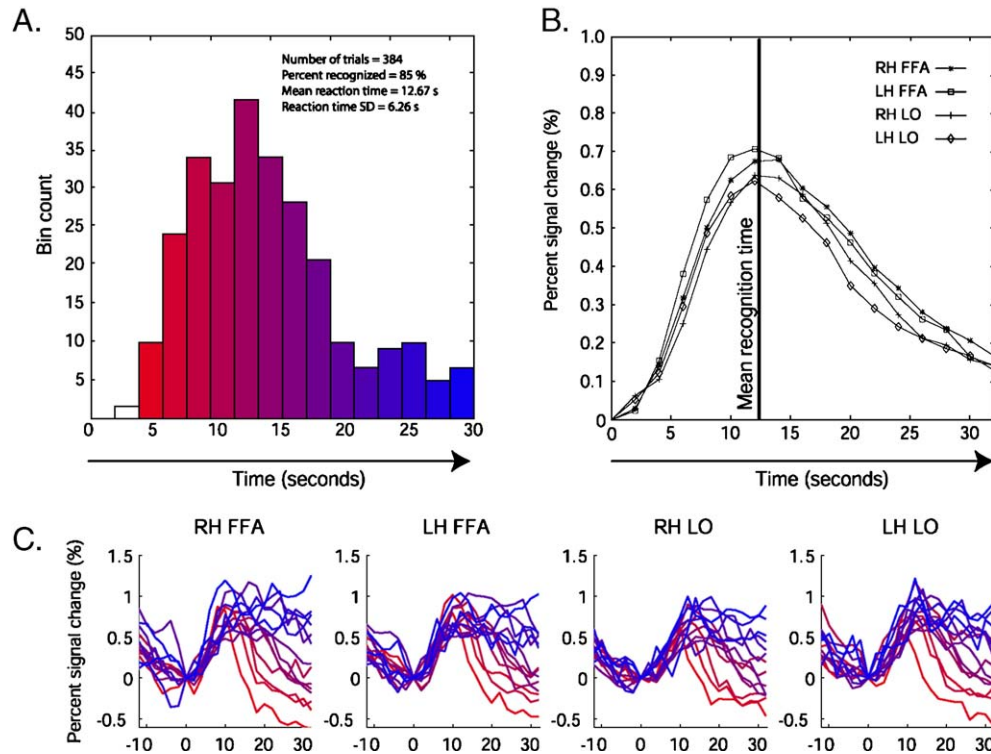 A.
50
45
40
35
30
25
20
15
10
5
Bin count
Number of trials = 384
Percent recognized = 85 %
Mean reaction time = 12.67 s
Reaction time SD = 6.26 s
0 5 10 15 20 25 30
Time (seconds)
B.
1.0
0.9
0.8
0.7
0.6
0.5
0.4
0.3
0.2
0.1
0
Percent signal change (%)
RH FFA
LH FFA
RH LO
LH LO
Mean recognition time
0 5 10 15 20 25 30
Time (seconds)
C.
Percent signal change (%)
RH FFA
1.5
1
0.5
0
-0.5
-10 0 10 20 30
LH FFA
1.5
1
0.5
0
-0.5
-10 0 10 20 30
RH LO
1.5
1
0.5
0
-0.5
-10 0 10 20 30
LH LO
1.5
1
0.5
0
-0.5
-10 0 10 20 30